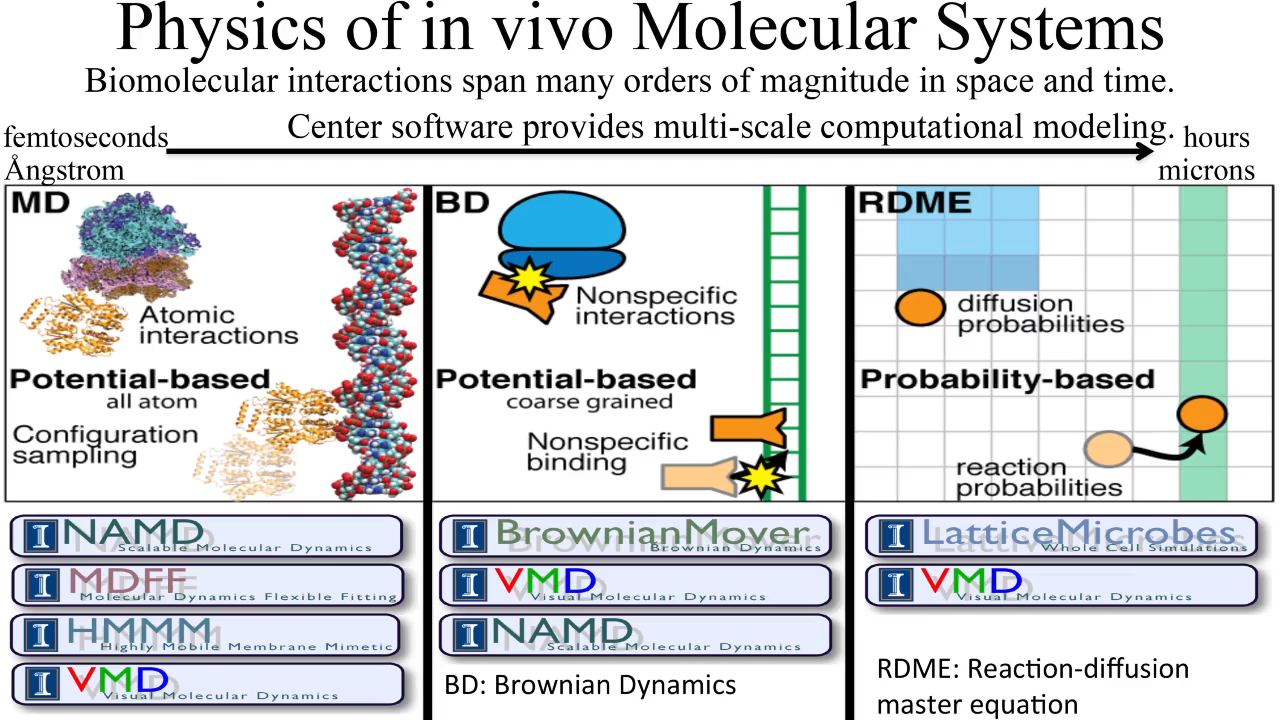 Physics of in vivo Molecular Systems
Biomolecular interactions span many orders of magnitude in space and time.
Center software provides multi-scale computational modeling.
femtoseconds
Ångstrom
hours
microns
MD
Atomic
interactions
Potential-based
all atom
Configuration
sampling
BD
Nonspecific
interactions
Potential-based
coarse grained
Nonspecific
binding
RDME
diffusion
probabilities
Probability-based
reaction
probabilities
I NAMD
Scalable Molecular Dynamics
I MDFF
Molecular Dynamics Flexible Fitting
I HMMM
Highly Mobile Membrane Mimetic
I VMD
Visual Molecular Dynamics
I BrownianMover
Brownian Dynamics
I VMD
Visual Molecular Dynamics
I NAMD
Scalable Molecular Dynamics
BD: Brownian Dynamics
I LatticeMicrobes
Whole Cell Simulations
I VMD
Visual Molecular Dynamics
RDME: Reaction-diffusion
master equation